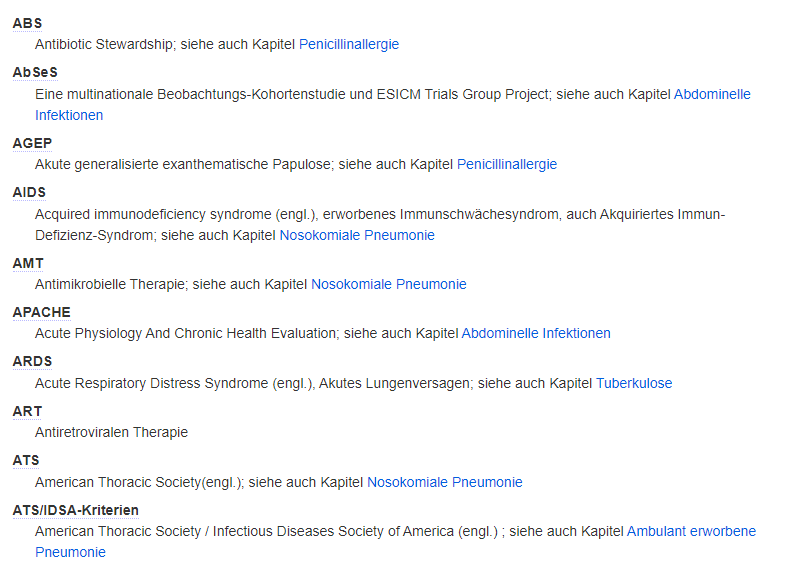 ABS
Antibiotic Stewardship; siehe auch Kapitel Penicillinallergie
AbSeS
Eine multinationale Beobachtungs-Kohortenstudie und ESICM Trials Group Project; siehe auch Kapitel Abdominelle
Infektionen
AGEP
Akute generalisierte exanthematische Papulose; siehe auch Kapitel Penicillinallergie
AIDS
Acquired immunodeficiency syndrome (engl.), erworbenes Immunschwächesyndrom, auch Akquiriertes Immun-
Defizienz-Syndrom; siehe auch Kapitel Nosokomiale Pneumonie
AMT
Antimikrobielle Therapie; siehe auch Kapitel Nosokomiale Pneumonie
APACHE
Acute Physiology And Chronic Health Evaluation; siehe auch Kapitel Abdominelle Infektionen
ARDS
Acute Respiratory Distress Syndrome (engl.), Akutes Lungenversagen; siehe auch Kapitel Tuberkulose
ART
Antiretroviralen Therapie
ATS
American Thoracic Society(engl.); siehe auch Kapitel Nosokomiale Pneumonie
ATS/IDSA-Kriterien
American Thoracic Society / Infectious Diseases Society of America (engl.) ; siehe auch Kapitel Ambulant erworbene
Pneumonie